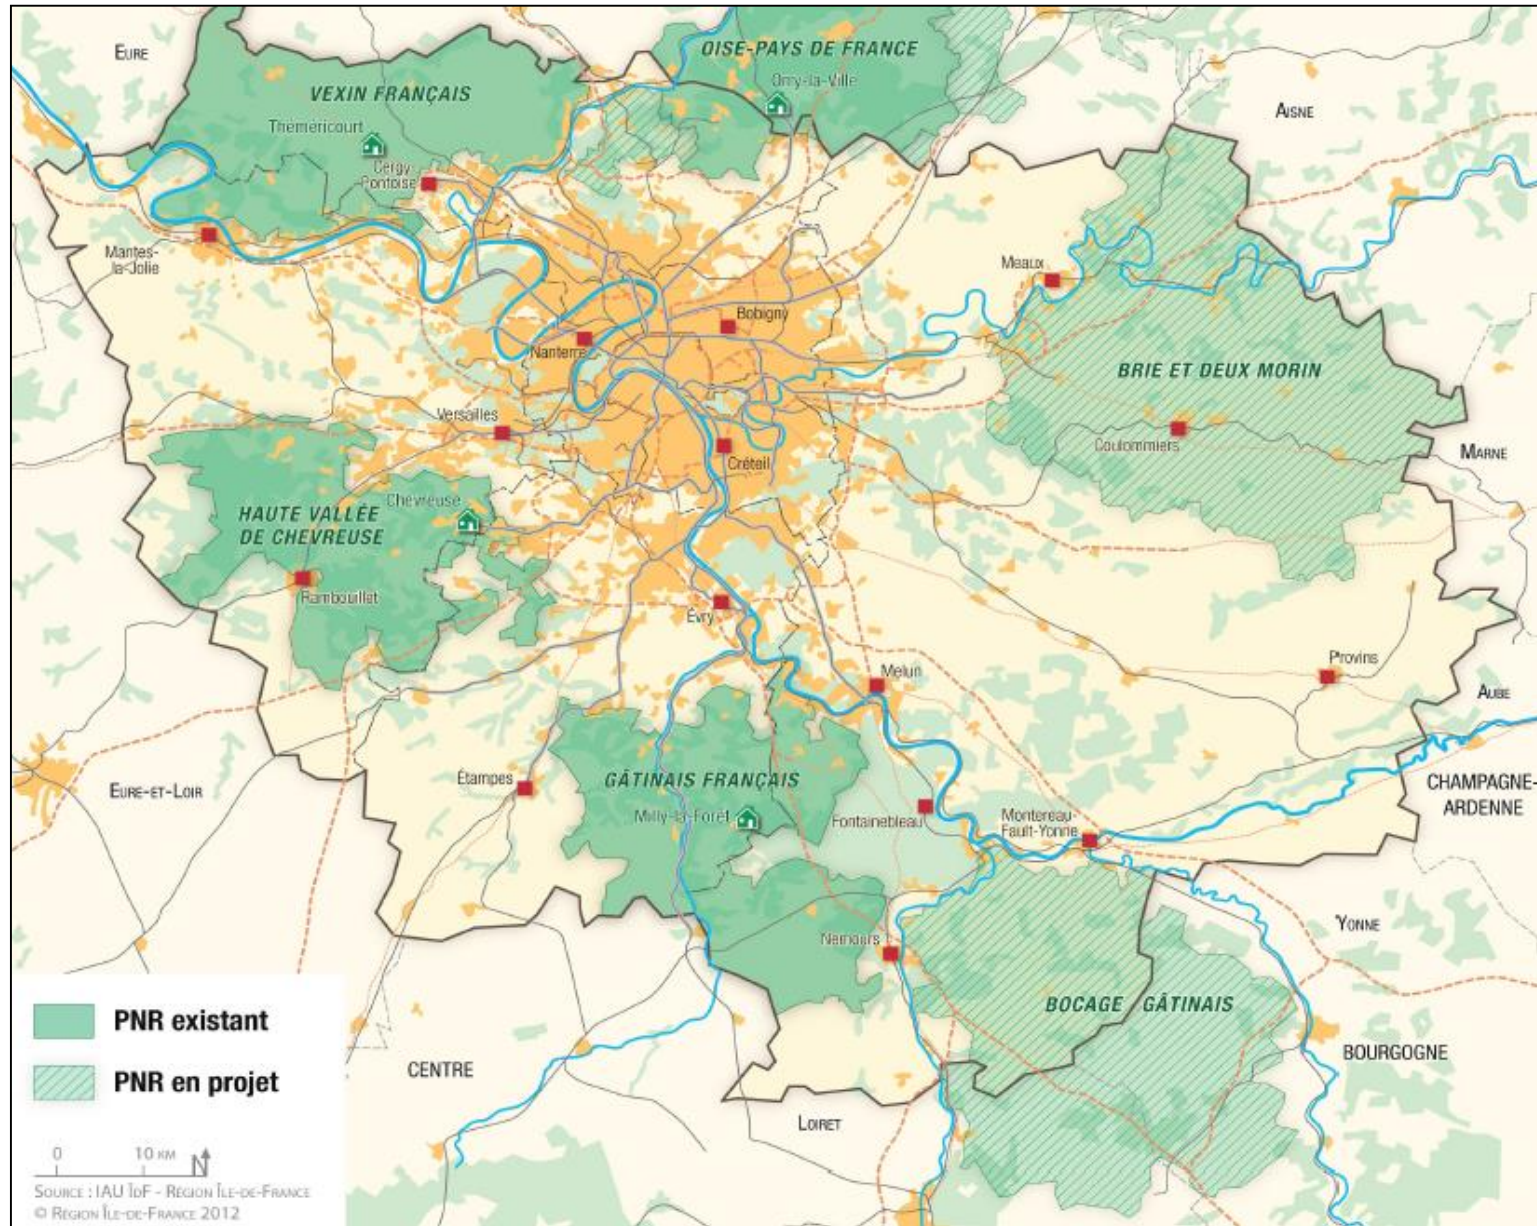 EURE
OISE-PAYS DE FRANCE
Orry-la-Ville
VEXIN FRANÇAIS
AISNE
Théméricourt
Cergy-
Pontoise
Mantes-
la-Jolie
Meaux
Bobigny
Nanterre
BRIE ET DEUX MORIN
Versailles
Coulommiers
MARNE
Créteil
Chevreuse
HAUTE VALLÉE
DE CHEVREUSE
Rambouillet
Évry
Provins
Melun
AUBE
Étampes
GÂTINAIS FRANÇAIS
EURE-ET-LOIR
CHAMPAGNE-
ARDENNE
Milly-la-Forêt
Fontainebleau
Montereau-
Fault-Yonne
YONNE
Nemours
BOCAGE GÂTINAIS
PNR existant
BOURGOGNE
CENTRE
PNR en projet
LOIRET
0 10 KM N
SOURCE : IAU ÎDF - RÉGION ÎLE-DE-FRANCE
© RÉGION ÎLE-DE-FRANCE 2012